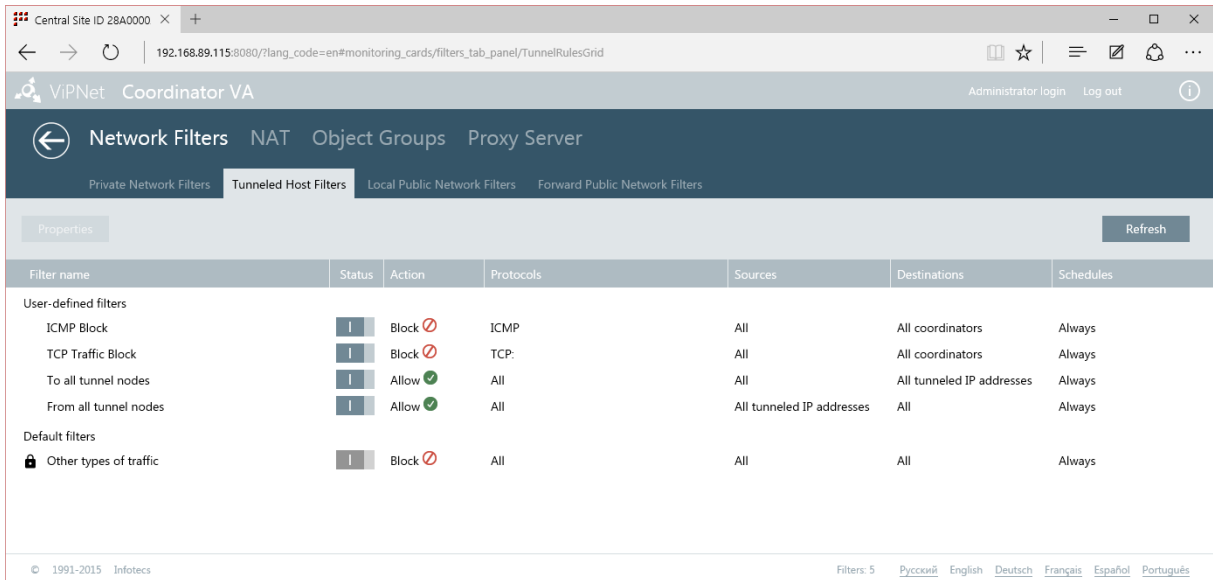 Central Site ID 28A0000
192.168.89.115:8080/?lang_code=en#monitoring_cards/filters_tab_panel/TunnelRulesGrid
ViPNet Coordinator VA Administrator login Log out
Network Filters NAT Object Groups Proxy Server
Private Network Filters Tunneled Host Filters Local Public Network Filters Forward Public Network Filters
Properties Refresh
Filter name Status Action Protocols Sources Destinations Schedules
User-defined filters
ICMP Block Block ICMP All All coordinators Always
TCP Traffic Block Block TCP: All All coordinators Always
To all tunnel nodes Allow All All All tunneled IP addresses Always
From all tunnel nodes Allow All All tunneled IP addresses All Always
Default filters
Other types of traffic Block All All All Always
© 1991-2015 Infotecs Filters: 5 Русский English Deutsch Français Español Português